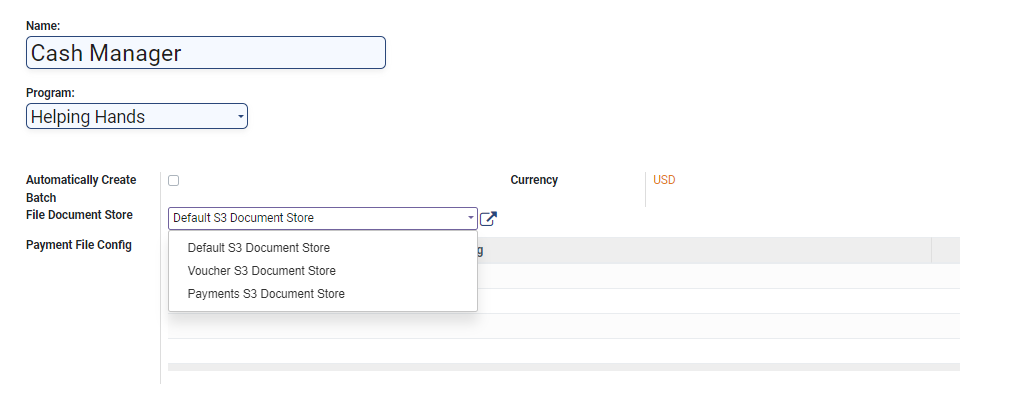 Name:
Cash Manager
Program:
Helping Hands
Automatically Create
Batch
Currency
USD
File Document Store
Default S3 Document Store
Payment File Config
Default S3 Document Store
Voucher S3 Document Store
Payments S3 Document Store